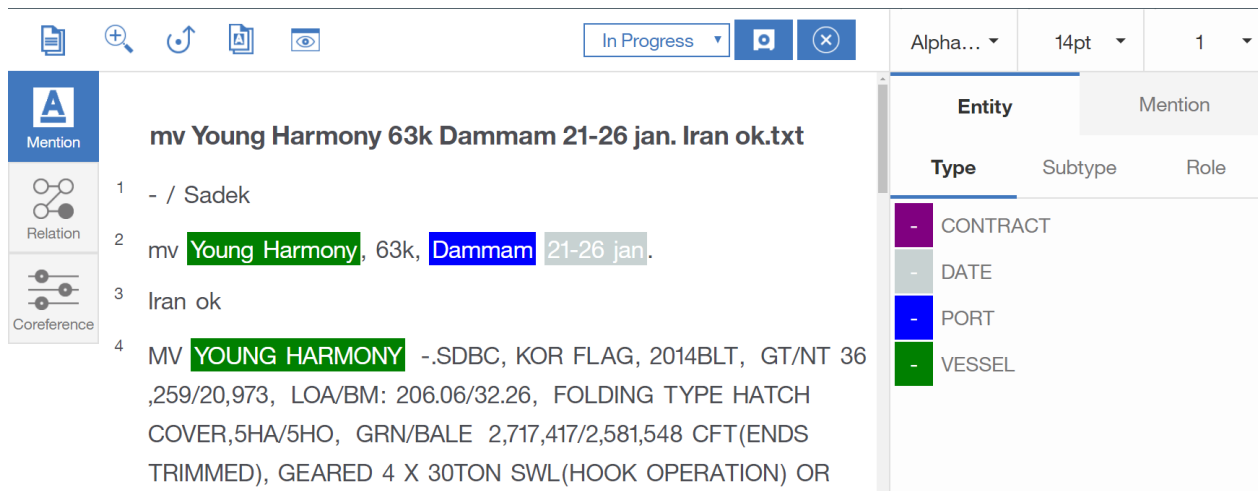 In Progress
Alpha... 14pt 1
Mention
Relation
Coreference
mv Young Harmony 63k Dammam 21-26 jan. Iran ok.txt
1 - / Sadek
2 mv Young Harmony, 63k, Dammam 21-26 jan.
3 Iran ok
4 MV YOUNG HARMONY -.SDBC, KOR FLAG, 2014BLT, GT/NT 36
,259/20,973, LOA/BM: 206.06/32.26, FOLDING TYPE HATCH
COVER,5HA/5HO, GRN/BALE 2,717,417/2,581,548 CFT(ENDS
TRIMMED), GEARED 4 X 30TON SWL(HOOK OPERATION) OR
Entity Mention
Type Subtype Role
- CONTRACT
- DATE
- PORT
- VESSEL